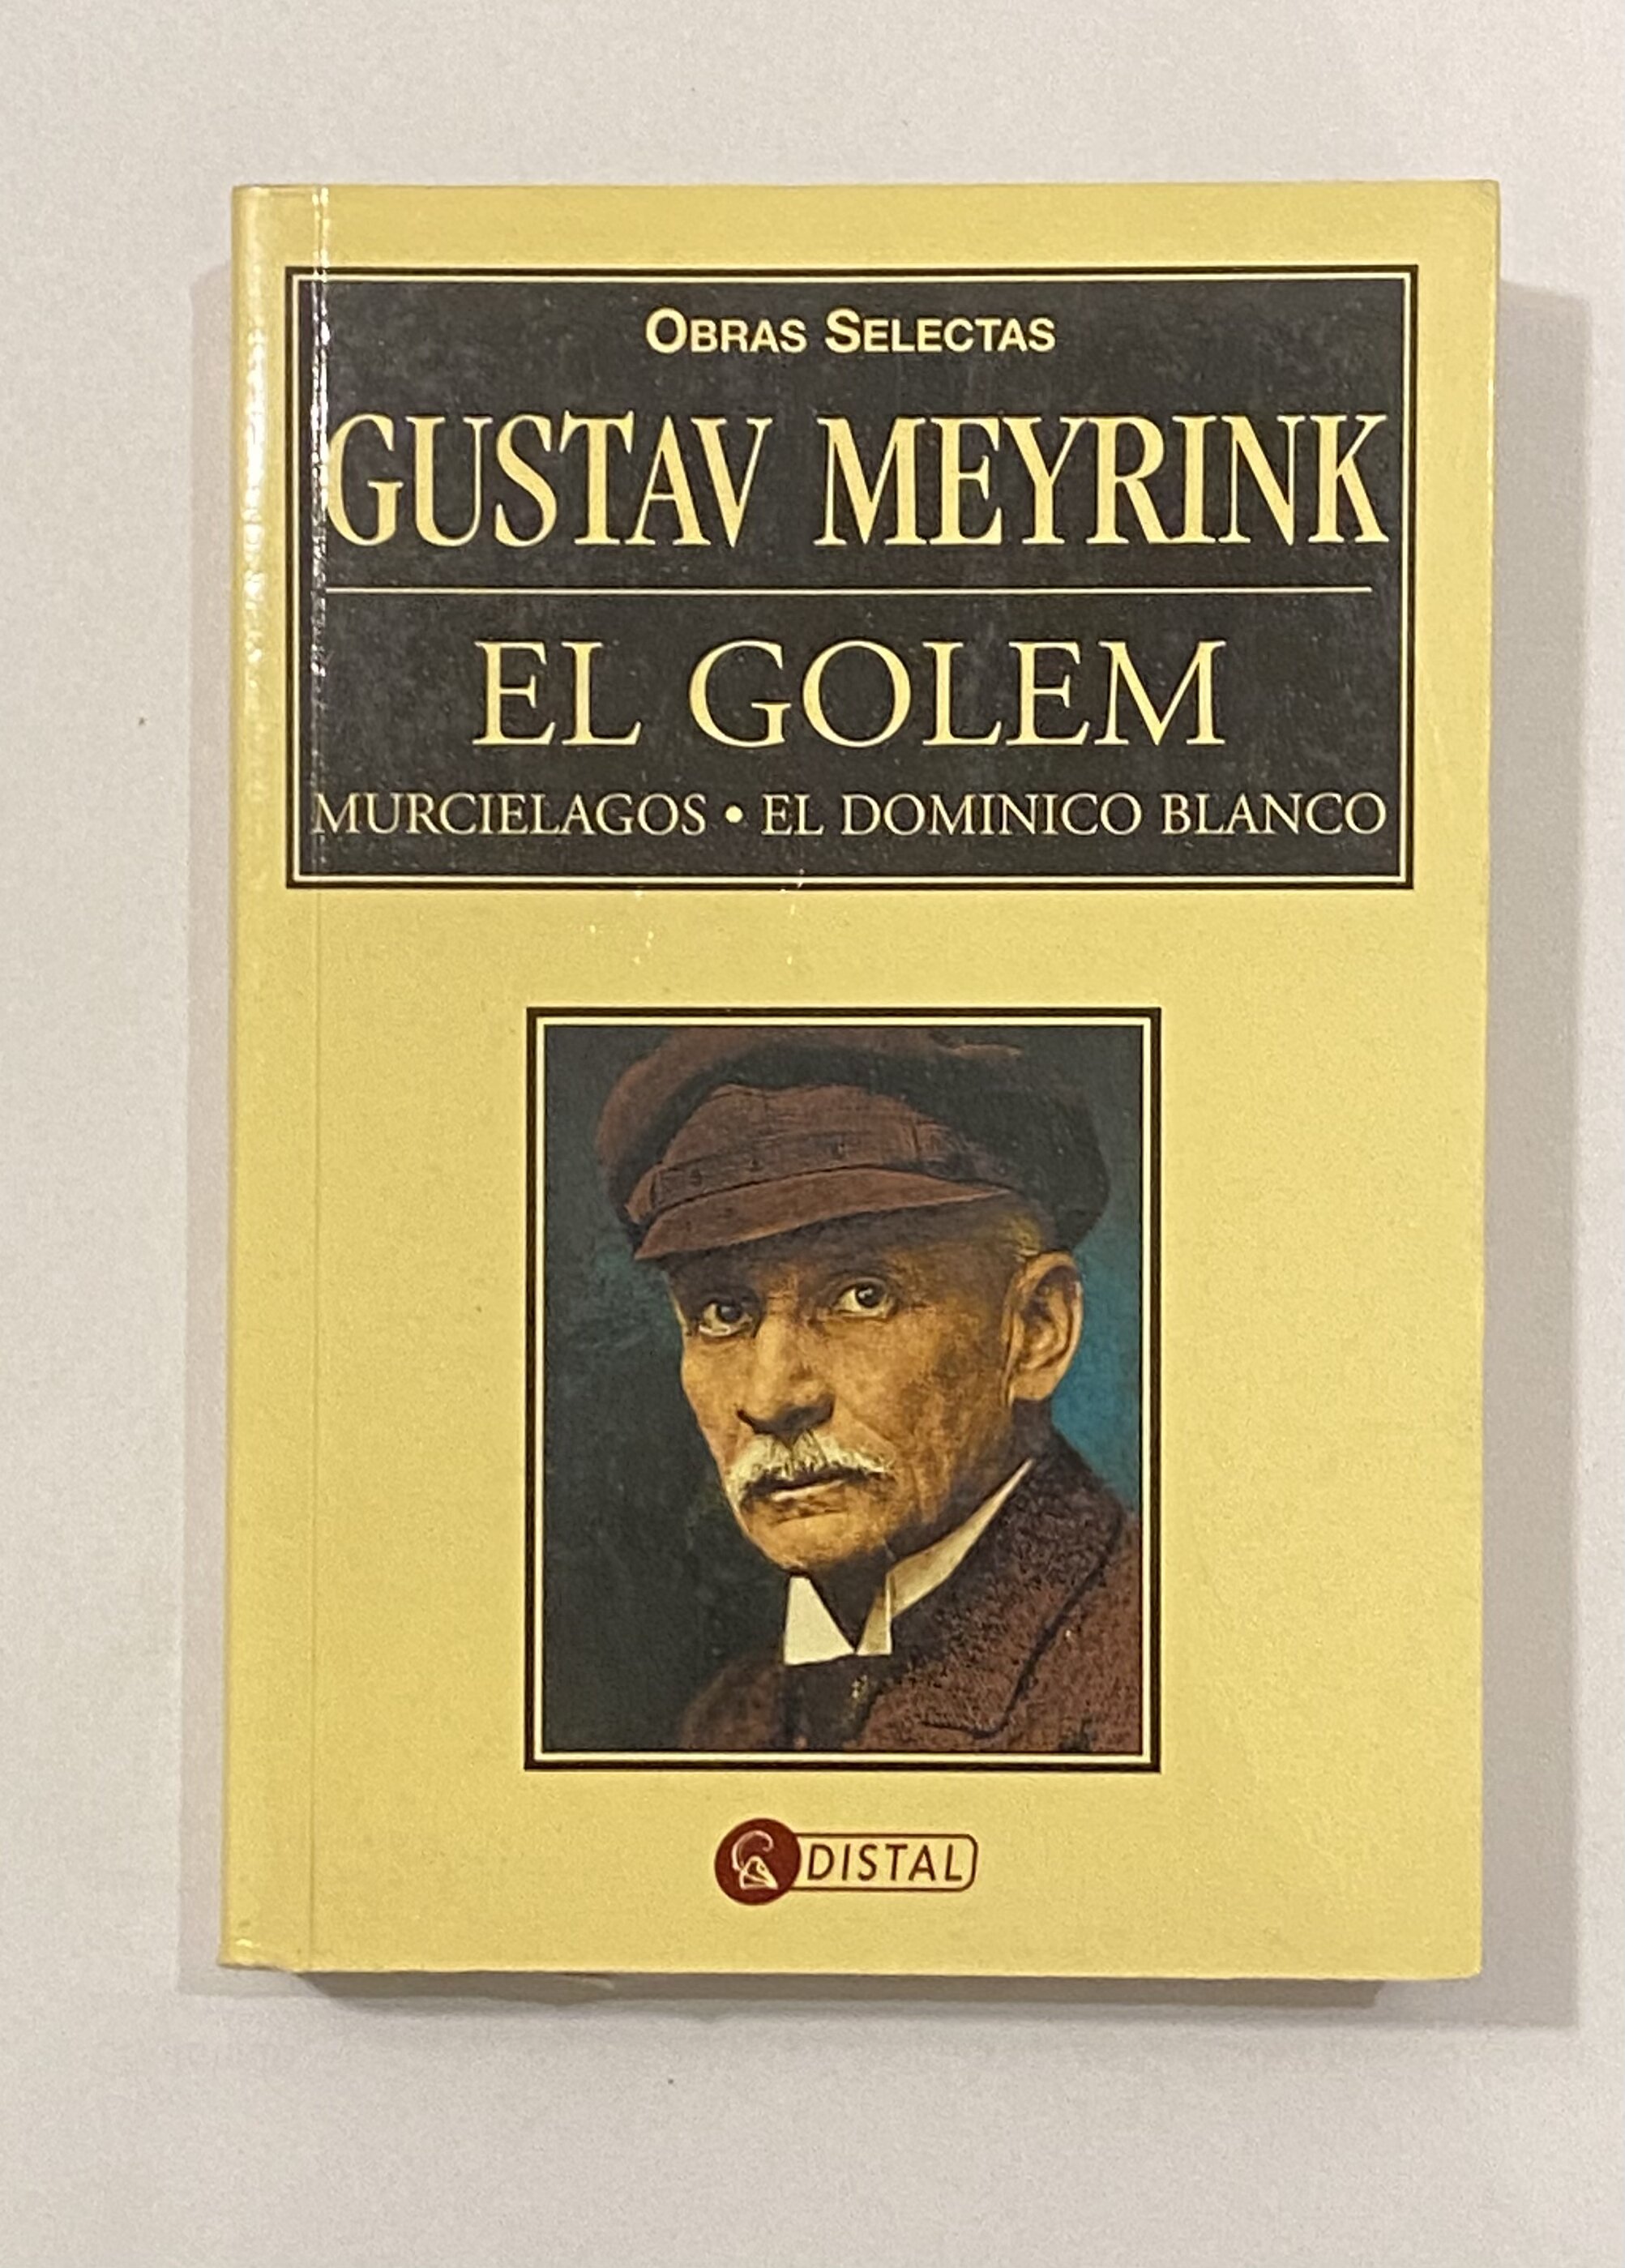 OBRAS SELECTAS
GUSTAV MEYRINK
EL GOLEM
MURCIELAGOS • EL DOMINICO BLANCO
DISTAL